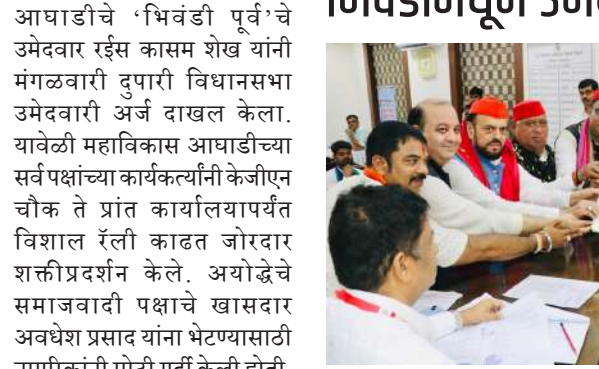 आघाडीचे ‘भिवंडी पूर्व’चे
उमेदवार रईस कासम शेख यांनी
मंगळवारी दुपारी विधानसभा
उमेदवारी अर्ज दाखल केला.
यावेळी महाविकास आघाडीच्या
सर्व पक्षांच्या कार्यकर्त्यांनी केजीएन
चौक ते प्रांत कार्यालयापर्यंत
विशाल रॅली काढत जोरदार
शक्तीप्रदर्शन केले. अयोद्धेचे
समाजवादी पक्षाचे खासदार
अवधेश प्रसाद यांना भेटण्यासाठी